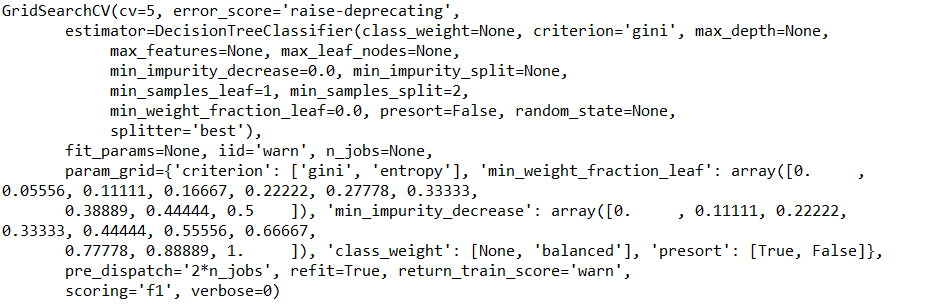 GridSearchCV(cv=5, error_score='raise-deprecating',
estimator=DecisionTreeClassifier(class_weight=None, criterion='gini', max_depth=None,
max_features=None, max_leaf_nodes=None,
min_impurity_decrease=0.0, min_impurity_split=None,
min_samples_leaf=1, min_samples_split=2,
min_weight_fraction_leaf=0.0, presort=False, random_state=None,
splitter='best'),
fit_params=None, iid='warn', n_jobs=None,
param_grid={'criterion': ['gini', 'entropy'], 'min_weight_fraction_leaf': array([0.     ,
0.05556, 0.11111, 0.16667, 0.22222, 0.27778, 0.33333,
0.38889, 0.44444, 0.5    ]), 'min_impurity_decrease': array([0.     , 0.11111, 0.22222,
0.33333, 0.44444, 0.55556, 0.66667,
0.77778, 0.88889, 1.     ]), 'class_weight': [None, 'balanced'], 'presort': [True, False]},
pre_dispatch='2*n_jobs', refit=True, return_train_score='warn',
scoring='f1', verbose=0)